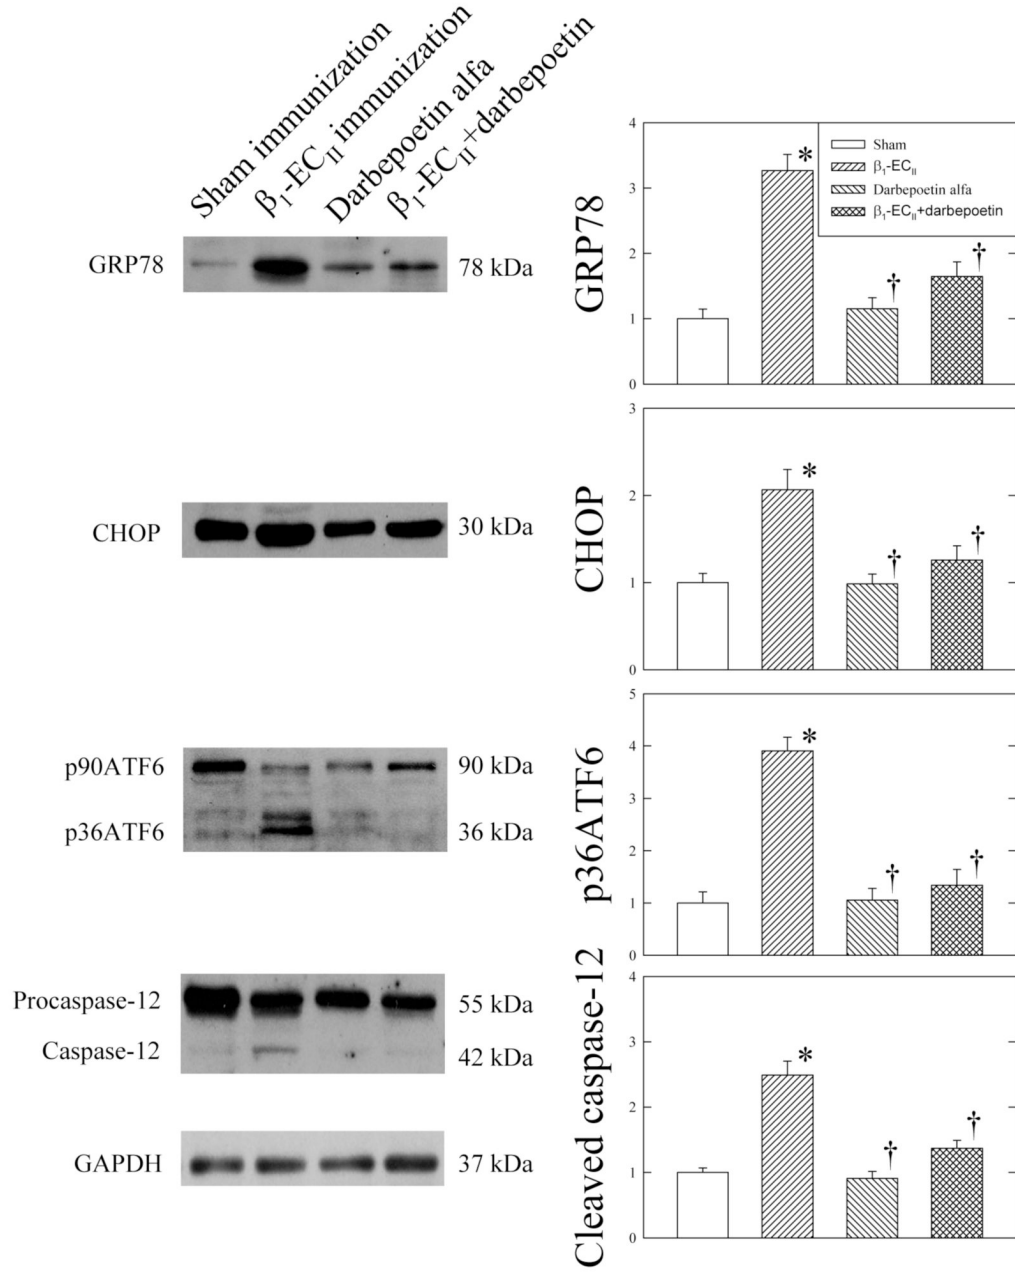 Sham immunization
β₁-ECII immunization
Darbepoetin alfa
β₁-ECII+darbepoetin
GRP78
78 kDa
CHOP
30 kDa
p90ATF6
90 kDa
p36ATF6
36 kDa
Procaspase-12
55 kDa
Caspase-12
42 kDa
GAPDH
37 kDa
GRP78
4
3
2
1
0
*
†
†
Sham
β₁-ECII
Darbepoetin alfa
β₁-ECII+darbepoetin
CHOP
3
2
1
0
*
†
†
p36ATF6
5
4
3
2
1
0
*
†
†
Cleaved caspase-12
4
3
2
1
0
*
†
†